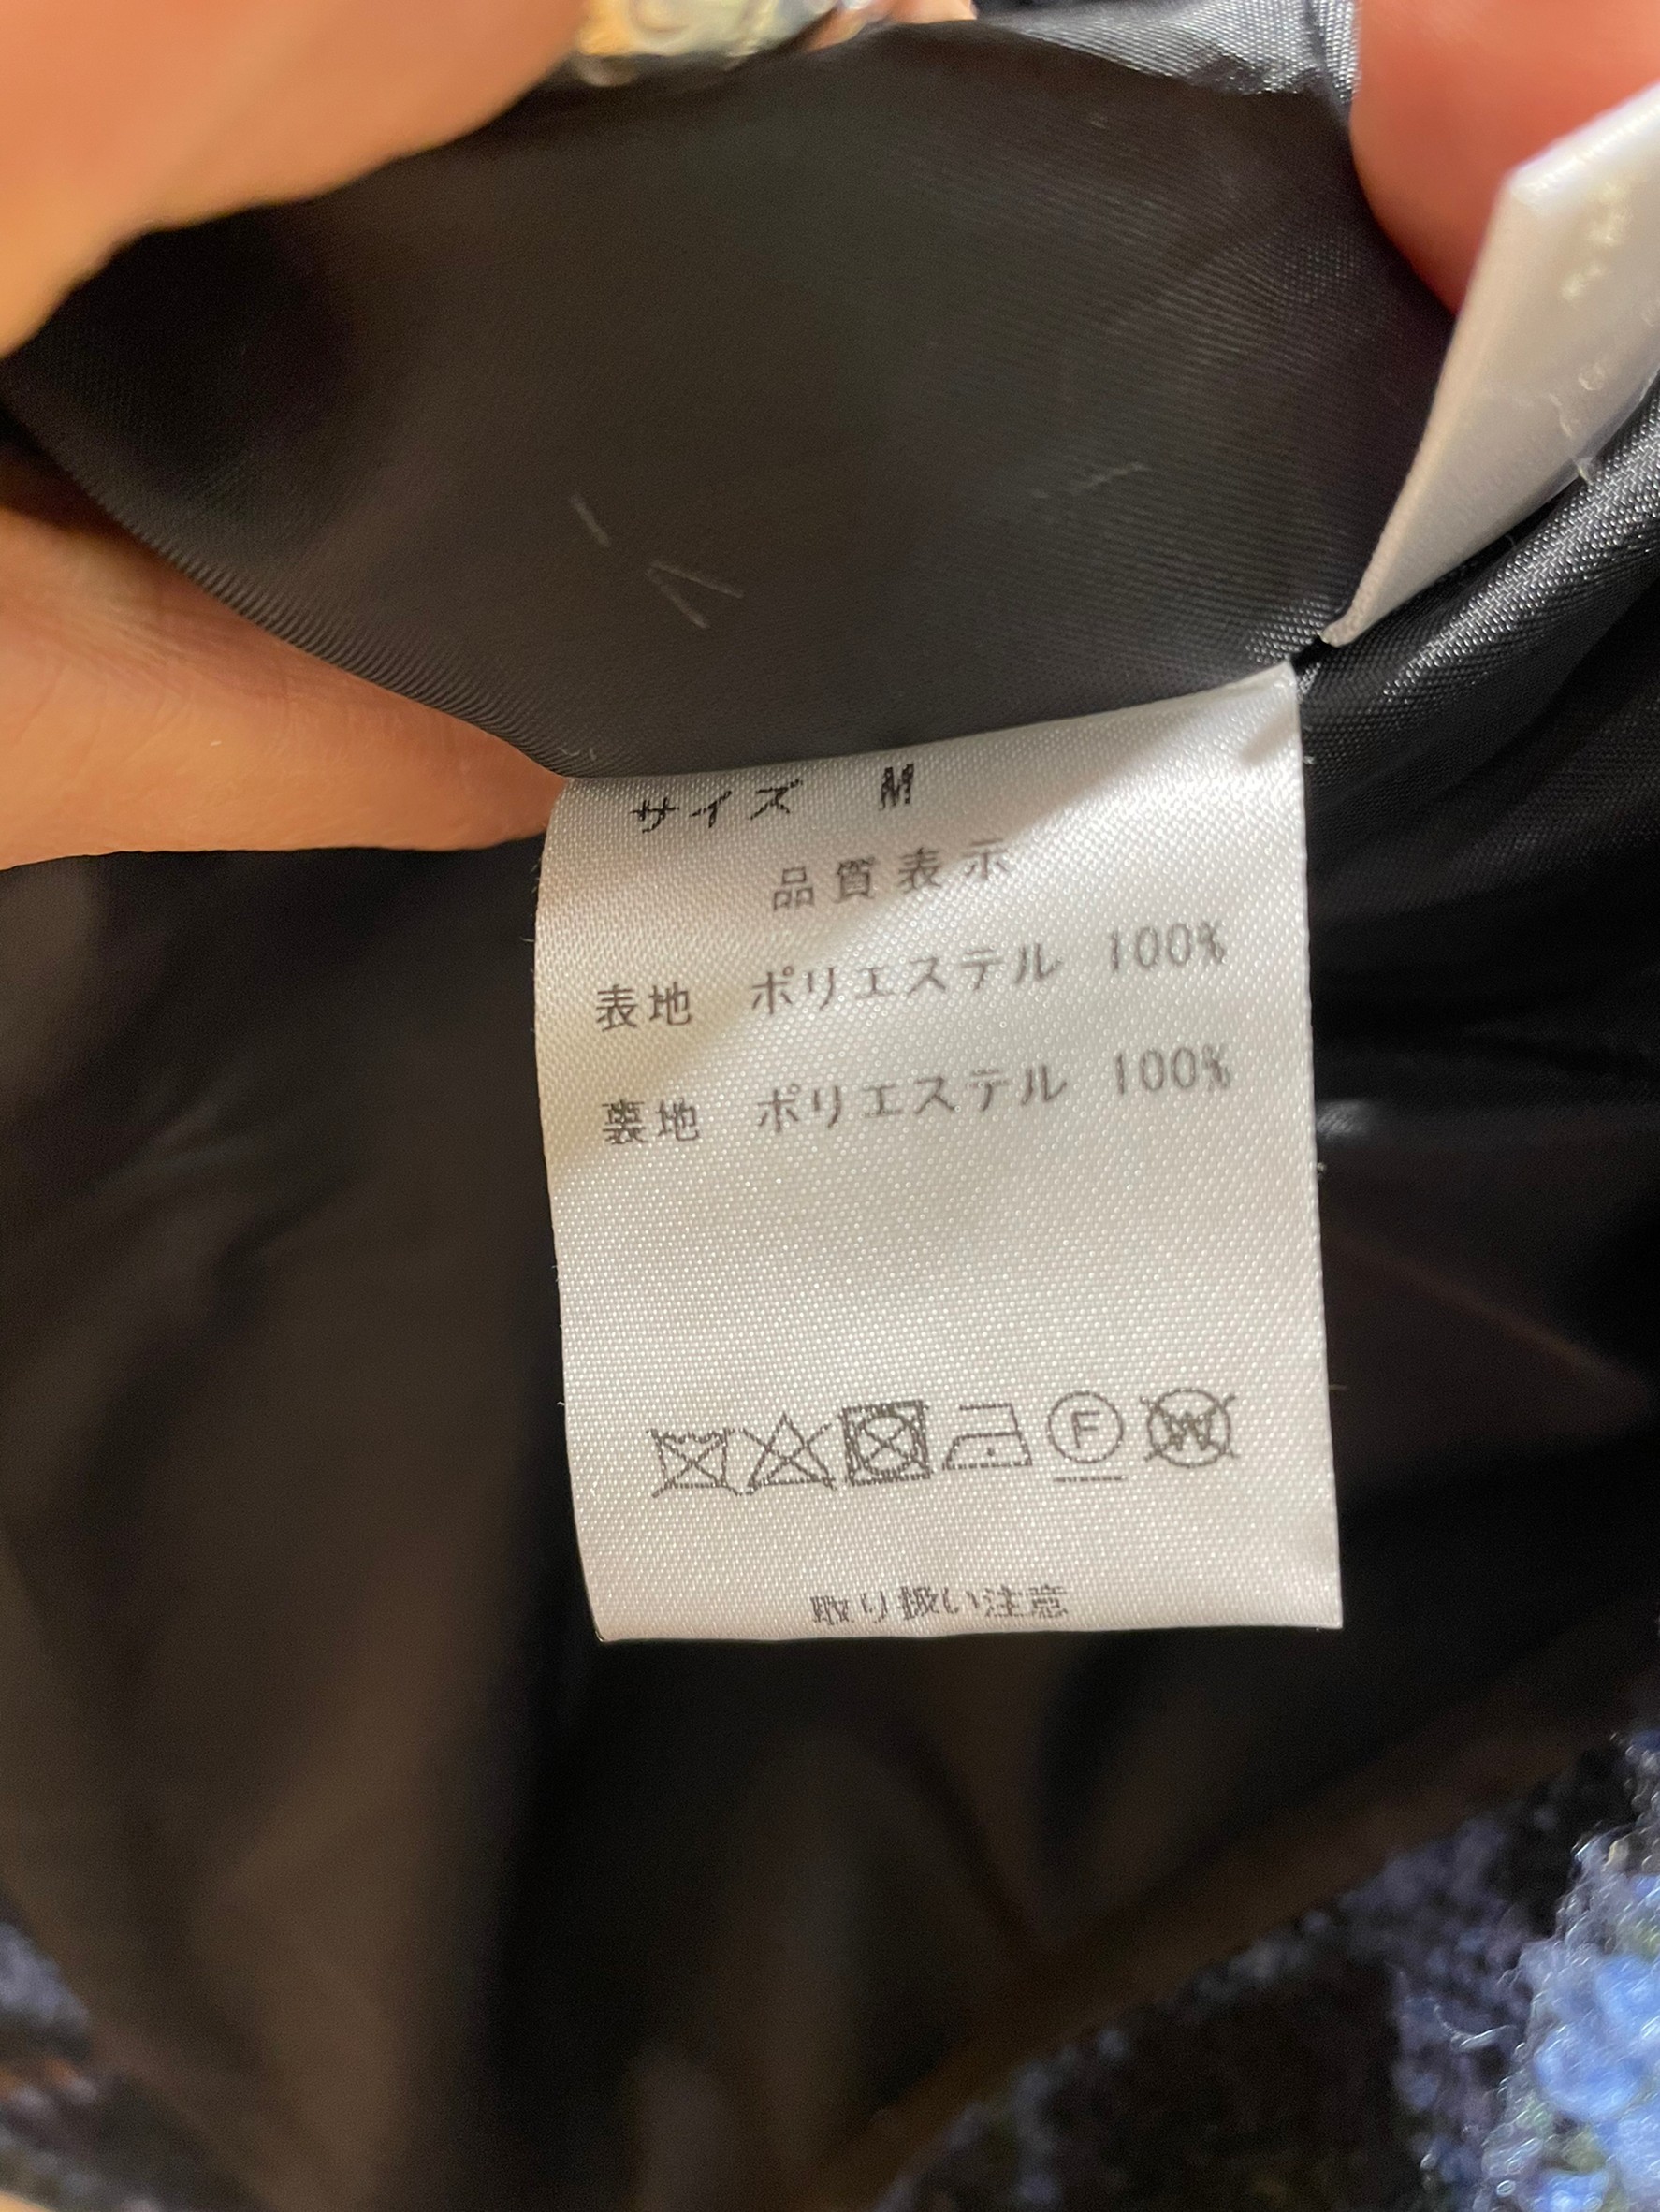 サイズ M
品質表示
表地 ポリエステル 100%
裏地 ポリエステル 100%
F W
取り扱い注意